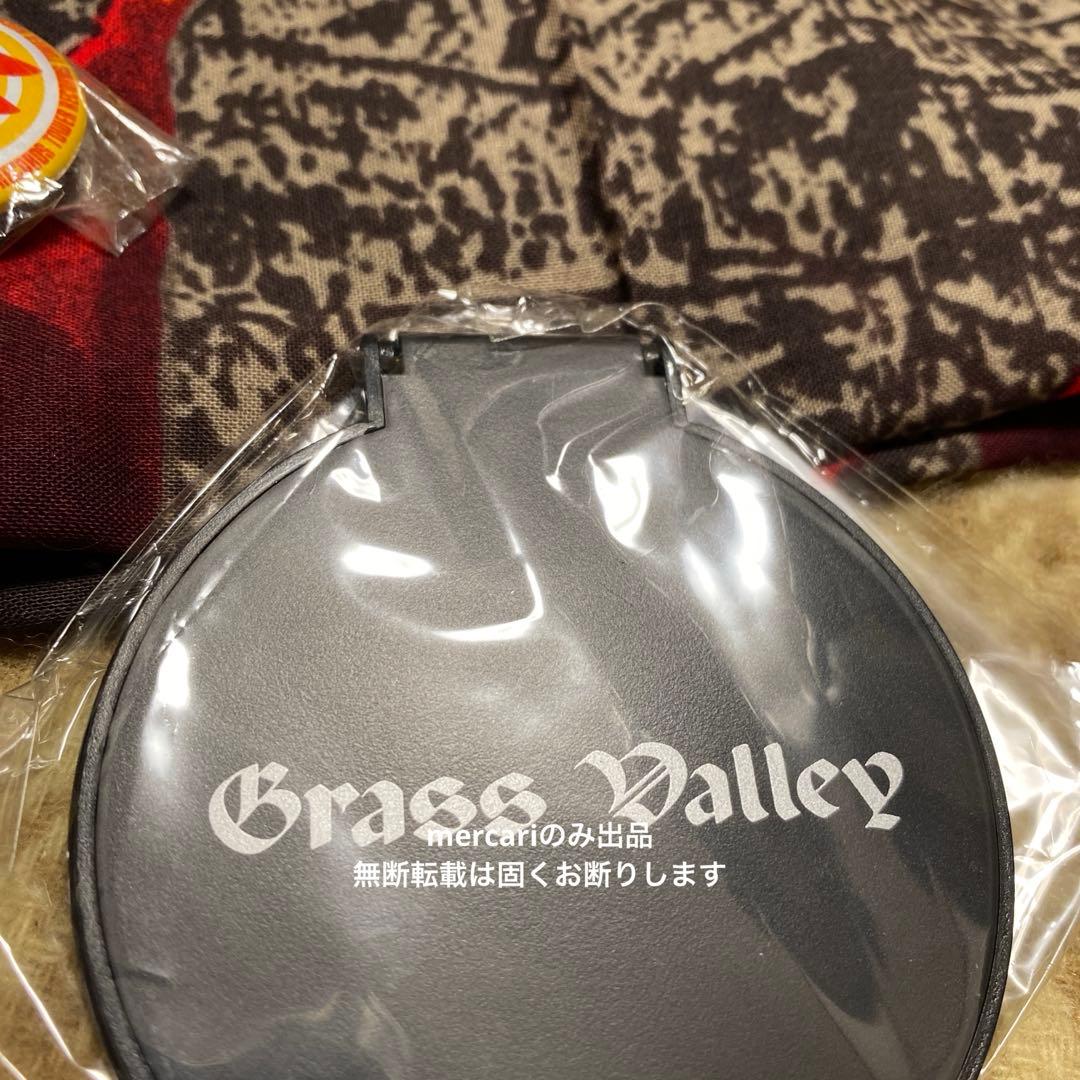 Grass Valley
mercariのみ出品
無断転載は固くお断りします